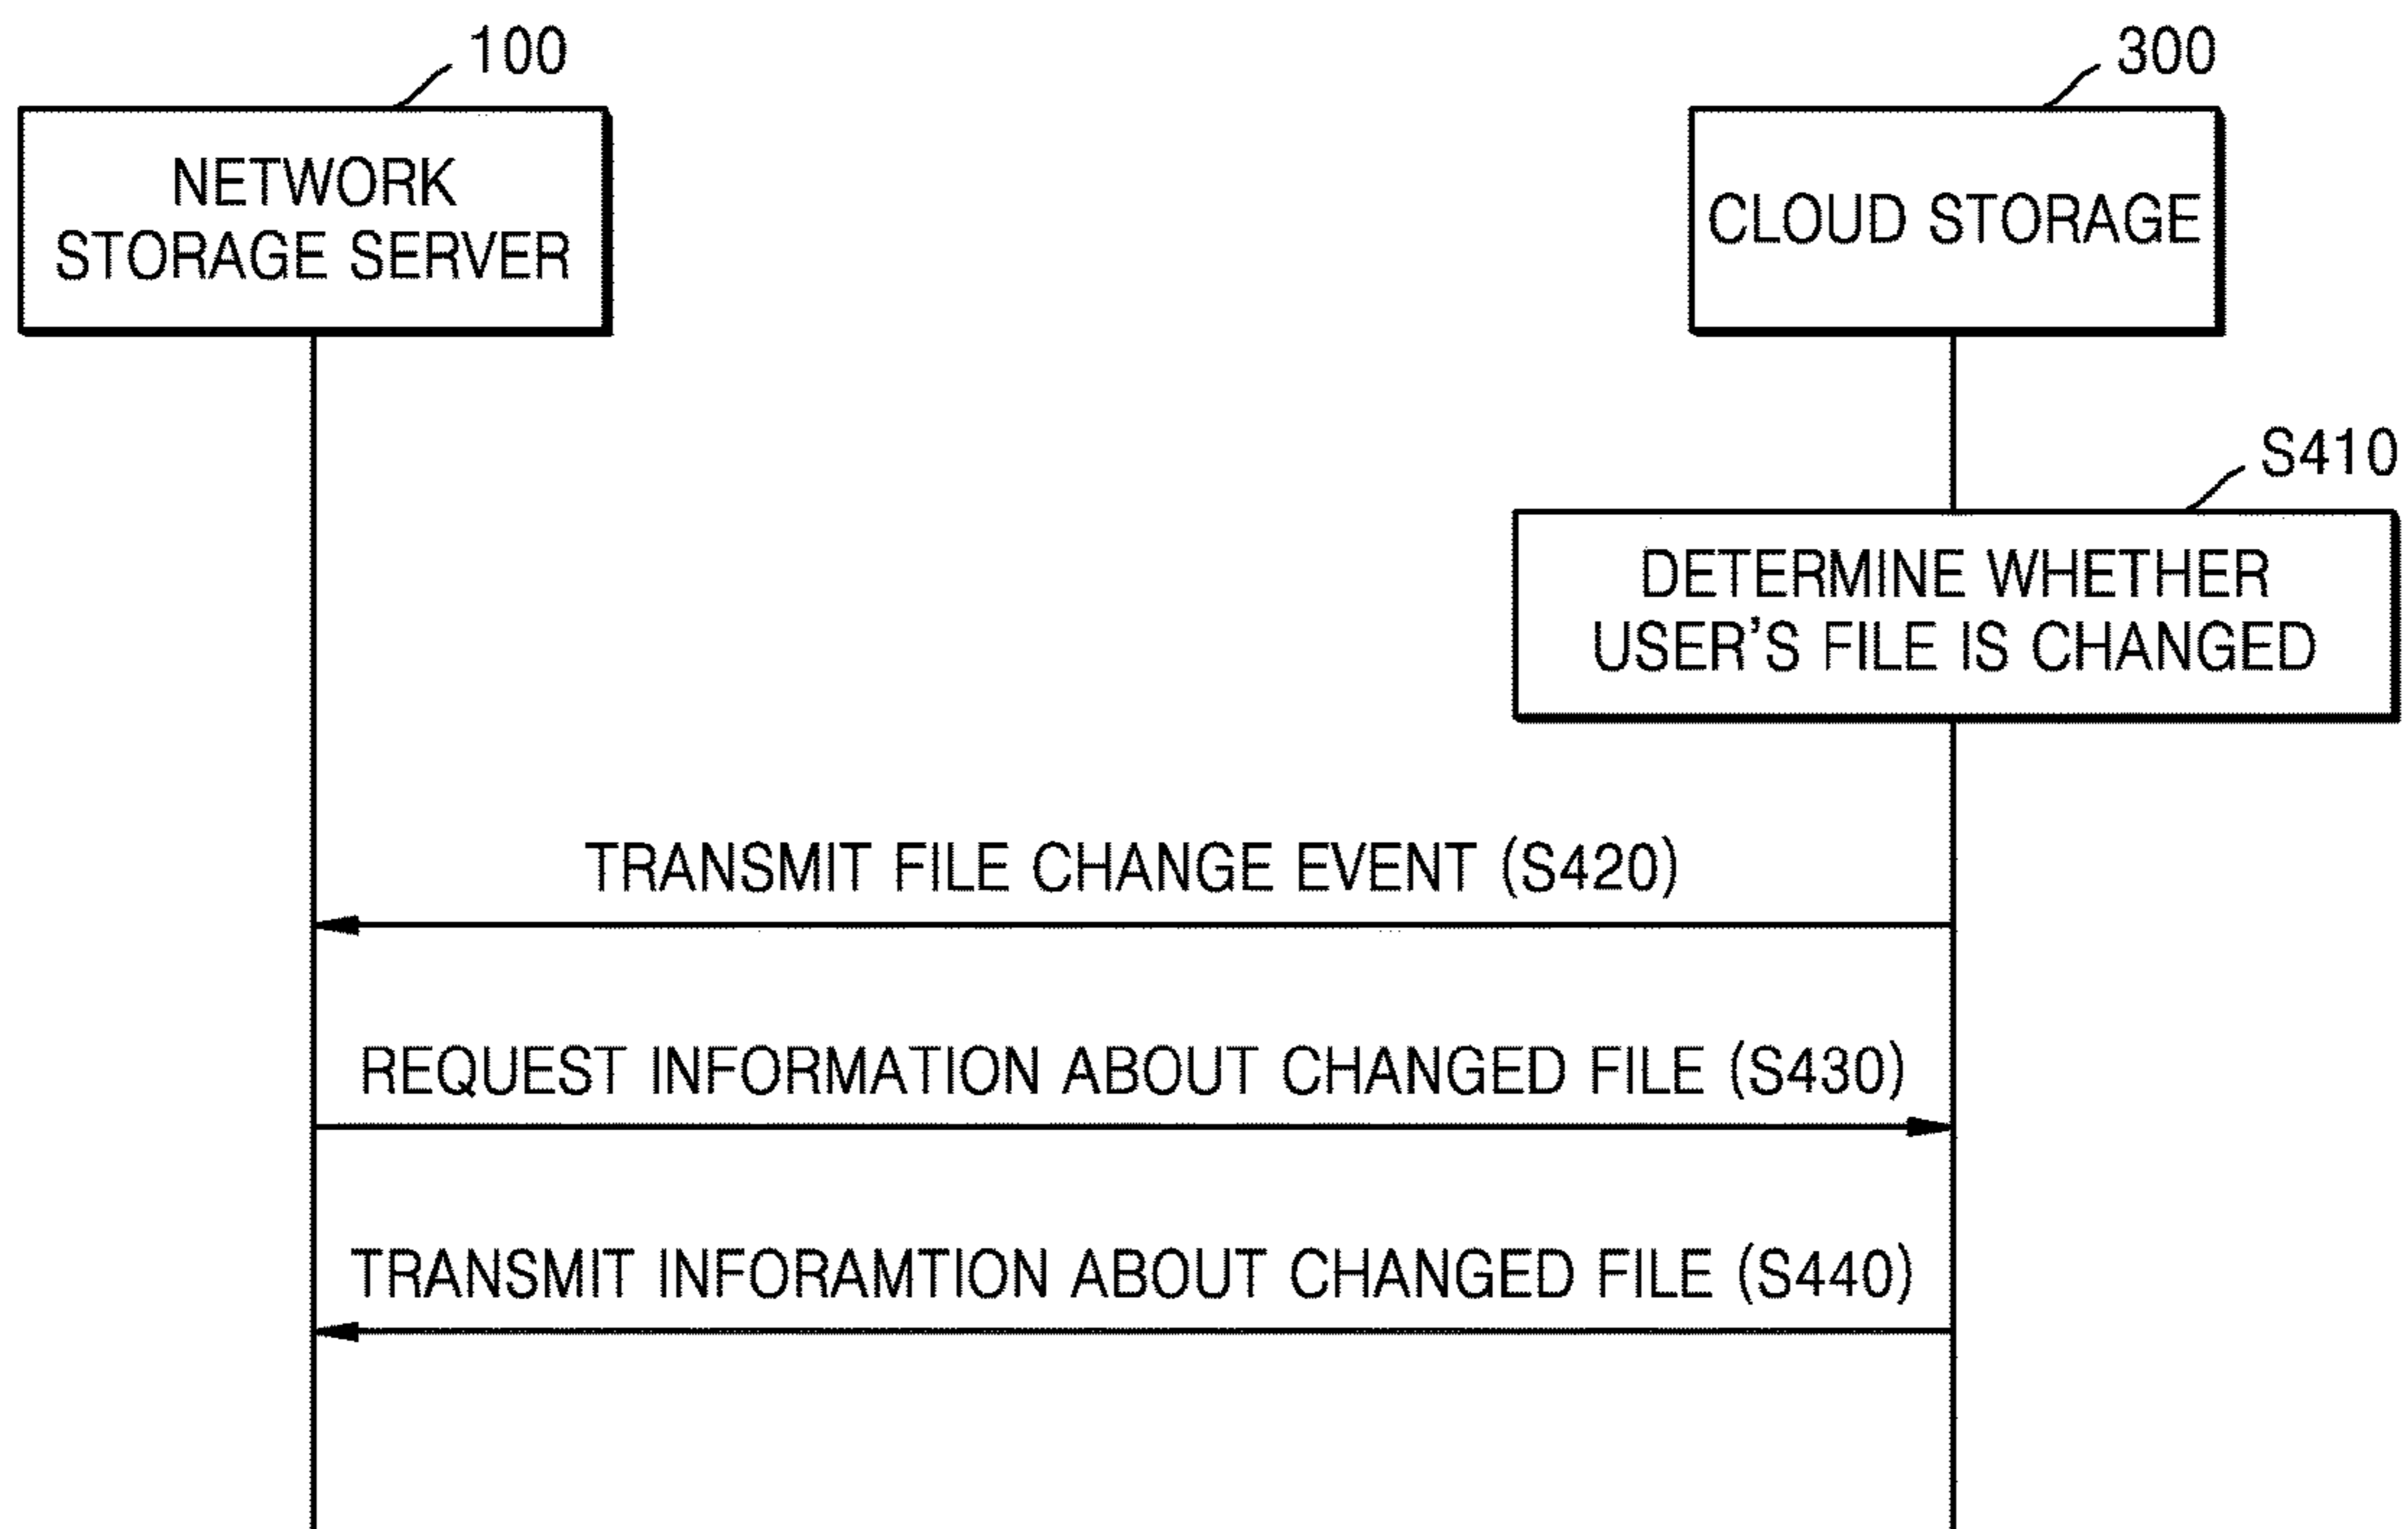 100
300
NETWORK
STORAGE SERVER
CLOUD STORAGE
S410
DETERMINE WHETHER
USER'S FILE IS CHANGED
TRANSMIT FILE CHANGE EVENT (S420)
REQUEST INFORMATION ABOUT CHANGED FILE (S430)
TRANSMIT INFORAMTION ABOUT CHANGED FILE (S440)